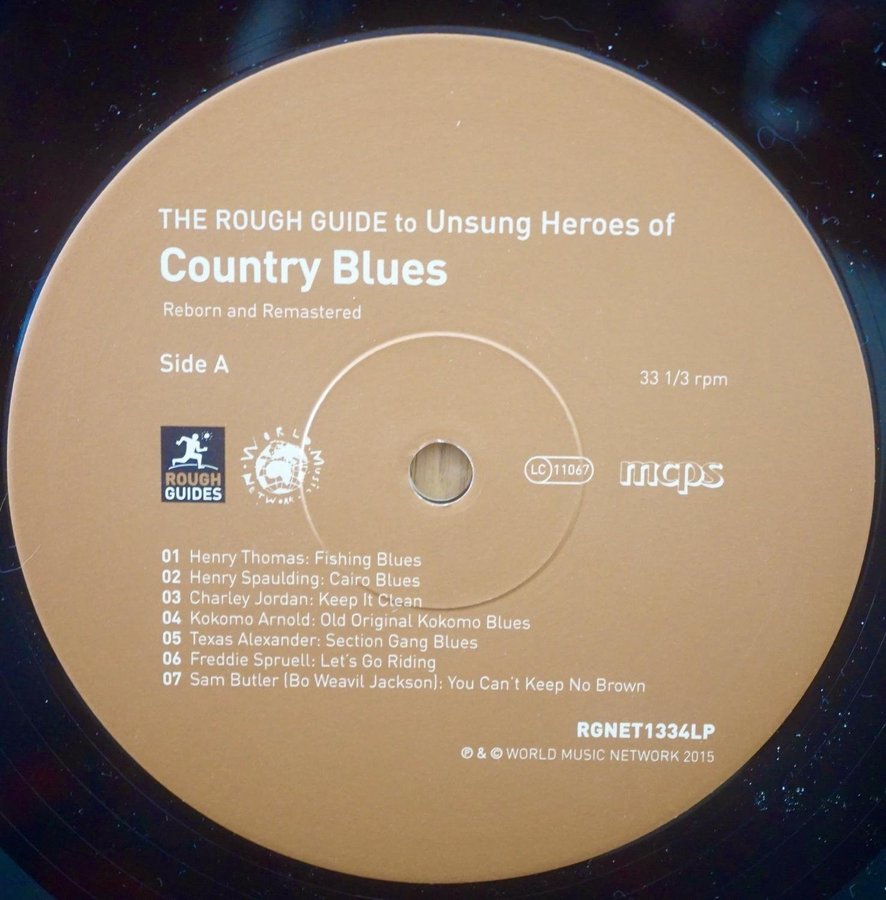 THE ROUGH GUIDE to Unsung Heroes of
Country Blues
Reborn and Remastered
Side A
33 1/3 rpm
ROUGH
GUIDES
WORLD MUSIC NETWORK
LC 11067
mcps
01 Henry Thomas: Fishing Blues
02 Henry Spaulding: Cairo Blues
03 Charley Jordan: Keep It Clean
04 Kokomo Arnold: Old Original Kokomo Blues
05 Texas Alexander: Section Gang Blues
06 Freddie Spruell: Let's Go Riding
07 Sam Butler (Bo Weavil Jackson): You Can't Keep No Brown
RGNET1334LP
℗ & © WORLD MUSIC NETWORK 2015